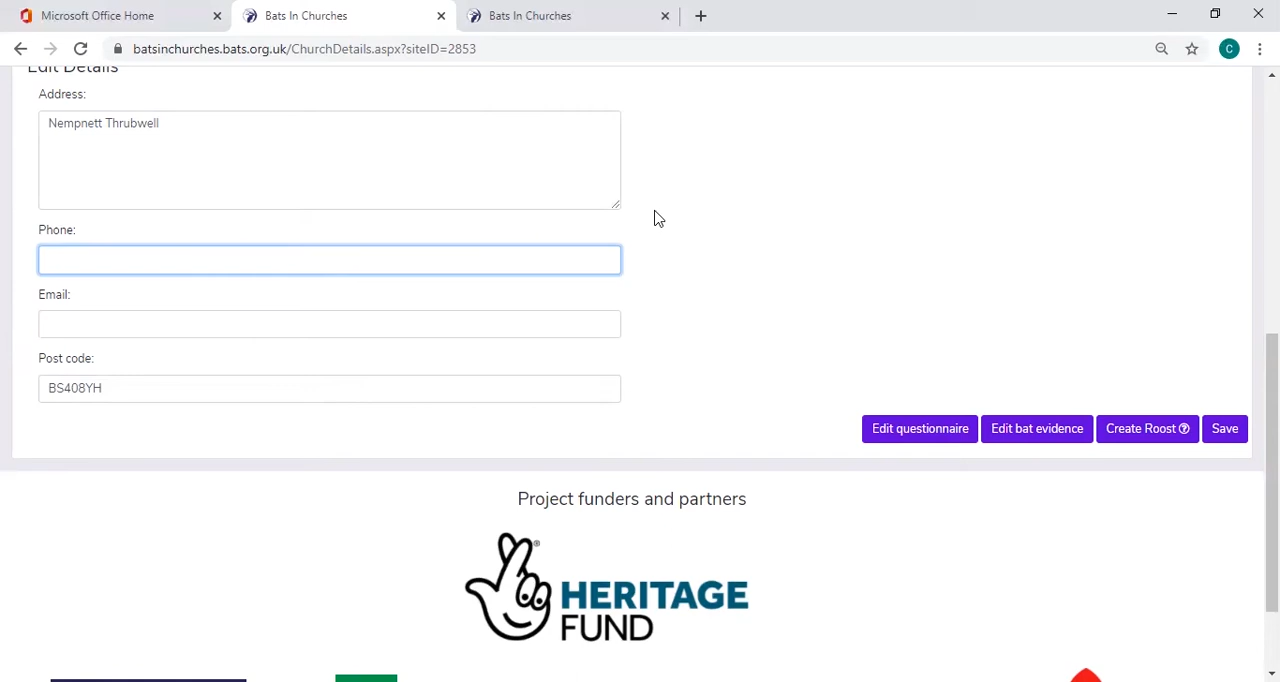 Microsoft Office Home
Bats In Churches
Bats In Churches
batsinchurches.bats.org.uk/ChurchDetails.aspx?siteID=2853
C
Edit Details
Address:
Nempnett Thrubwell
Phone:
Email:
Post code:
BS408YH
Edit questionnaire
Edit bat evidence
Create Roost
Save
Project funders and partners
HERITAGE
FUND